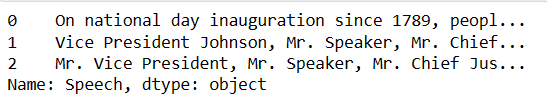 0    On national day inauguration since 1789, peopl...
1    Vice President Johnson, Mr. Speaker, Mr. Chief...
2    Mr. Vice President, Mr. Speaker, Mr. Chief Jus...
Name: Speech, dtype: object